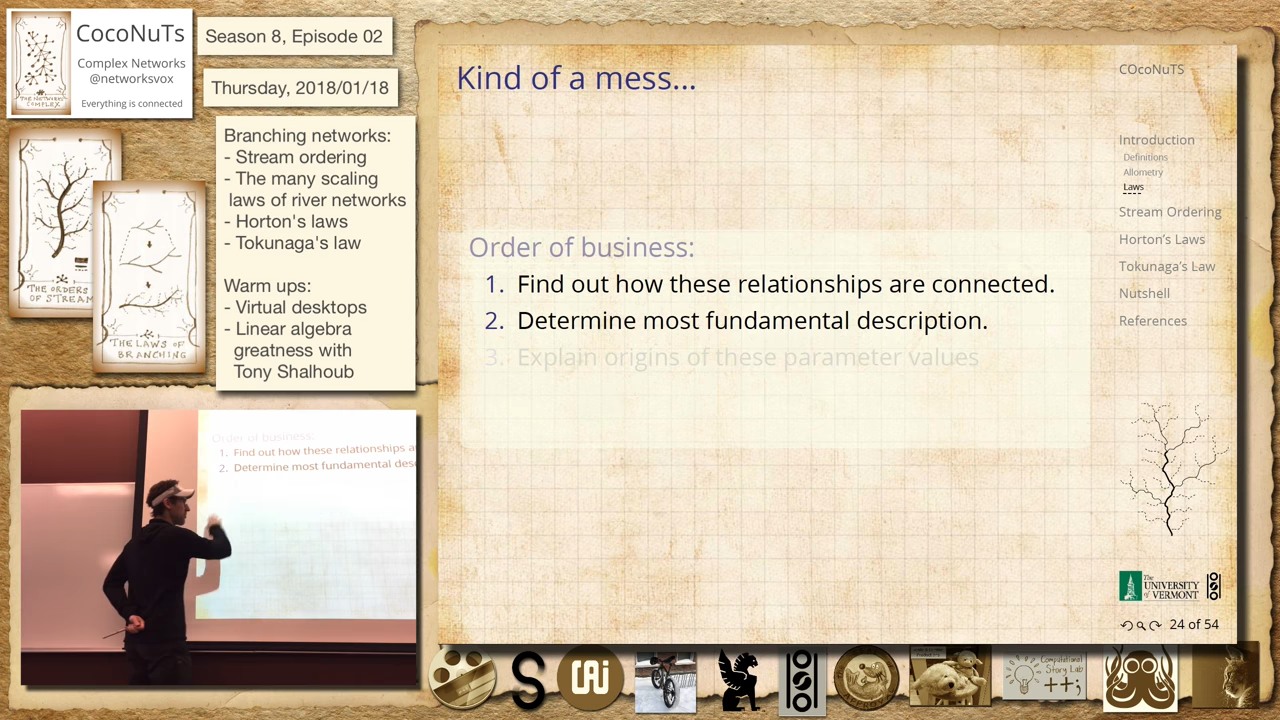 CocoNuTs
Complex Networks
@networksvox
Everything is connected
Season 8, Episode 02
Thursday, 2018/01/18
Branching networks:
- Stream ordering
- The many scaling
laws of river networks
- Horton's laws
- Tokunaga's law
Warm ups:
- Virtual desktops
- Linear algebra
greatness with
Tony Shalhoub
THE ORDERS
OF STREAM
THE LAWS OF
BRANCHING
Order of business:
1. Find out how these relationships a
2. Determine most fundamental des
Kind of a mess...
Order of business:
1. Find out how these relationships are connected.
2. Determine most fundamental description.
3. Explain origins of these parameter values
COcoNuTS
Introduction
Definitions
Allometry
Laws
Stream Ordering
Horton's Laws
Tokunaga's Law
Nutshell
References
The
UNIVERSITY
of VERMONT
24 of 54
Computational
Story Lab
++;